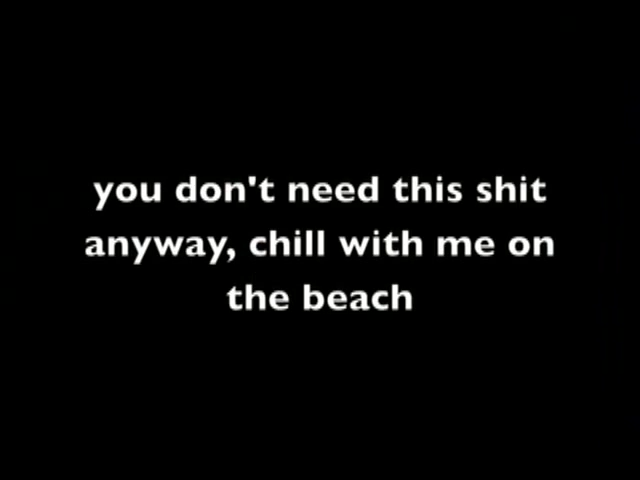 you don't need this shit
anyway, chill with me on
the beach